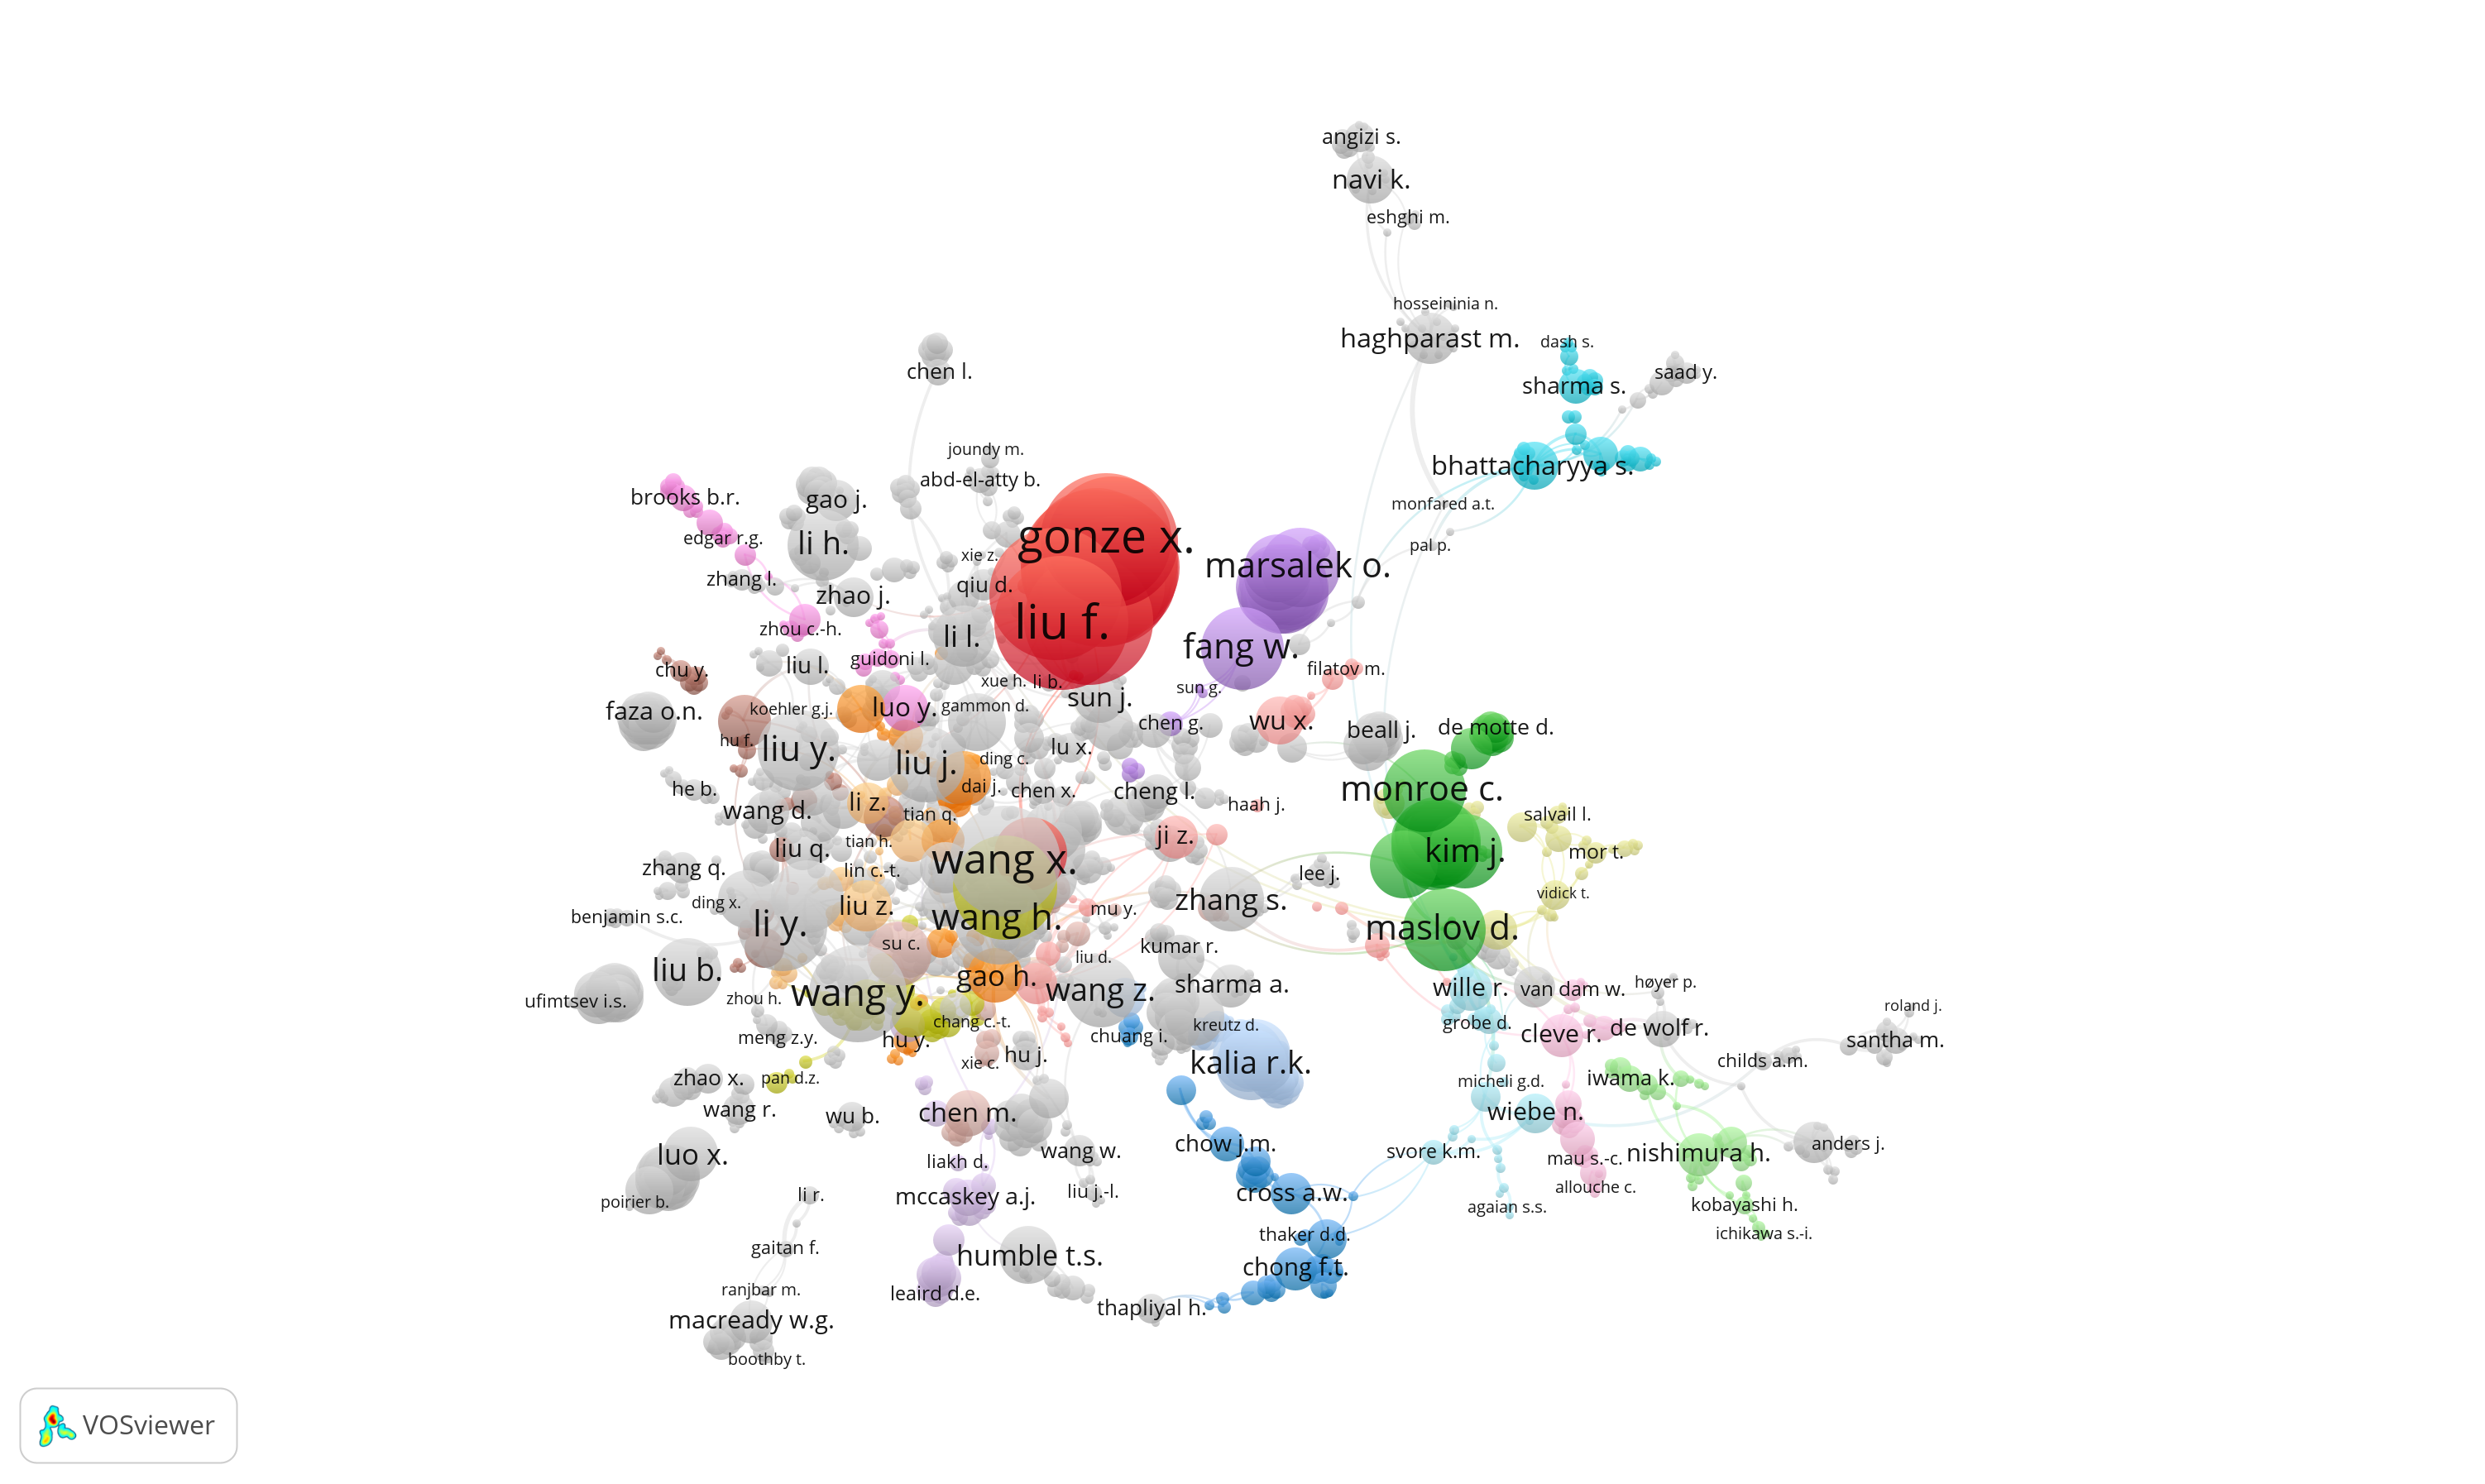 angizi s.
navi k.
eshghi m.
hosseininia n.
haghparast m.
dash s.
chen l.
sharma s.
saad y.
joundy m.
bhattacharyya s.
abd-el-atty b.
brooks b.r.
gao j.
monfared a.t.
edgar r.g.
li h.
gonze x.
pal p.
xie z.
marsalek o.
zhang l.
qiu d.
zhao j.
liu f.
zhou c.-h.
li l.
fang w.
chu y.
liu l.
guidoni l.
filatov m.
xue h.
li b.
sun g.
sun j.
faza o.n.
koehler g.j.
luo y.
gammon d.
chen g.
wu x.
beall j.
de motte d.
hu f.
liu y.
lu x.
liu j.
ding c.
he b.
dai j.
chen x.
cheng l.
monroe c.
wang d.
li z.
haah j.
tian q.
salvail l.
tian h.
ji z.
liu q.
kim j.
mor t.
zhang q.
lin c.-t.
wang x.
lee j.
vidick t.
ding x.
liu z.
mu y.
zhang s.
benjamin s.c.
li y.
wang h.
maslov d.
su c.
kumar r.
liu d.
liu b.
gao h.
sharma a.
wille r.
van dam w.
høyer p.
ufimtsev i.s.
zhou h.
wang y.
wang z.
roland j.
chang c.-t.
kreutz d.
grobe d.
cleve r.
de wolf r.
meng z.y.
hu y.
chuang i.
santha m.
xie c.
hu j.
kalia r.k.
childs a.m.
zhao x.
pan d.z.
micheli g.d.
iwama k.
wang r.
wu b.
chen m.
wiebe n.
luo x.
liakh d.
wang w.
chow j.m.
svore k.m.
mau s.-c.
nishimura h.
anders j.
poirier b.
li r.
mccaskey a.j.
liu j.-l.
cross a.w.
allouche c.
agaian s.s.
kobayashi h.
gaitan f.
humble t.s.
thaker d.d.
ichikawa s.-i.
chong f.t.
ranjbar m.
leaird d.e.
thapliyal h.
macready w.g.
boothby t.
VOSviewer